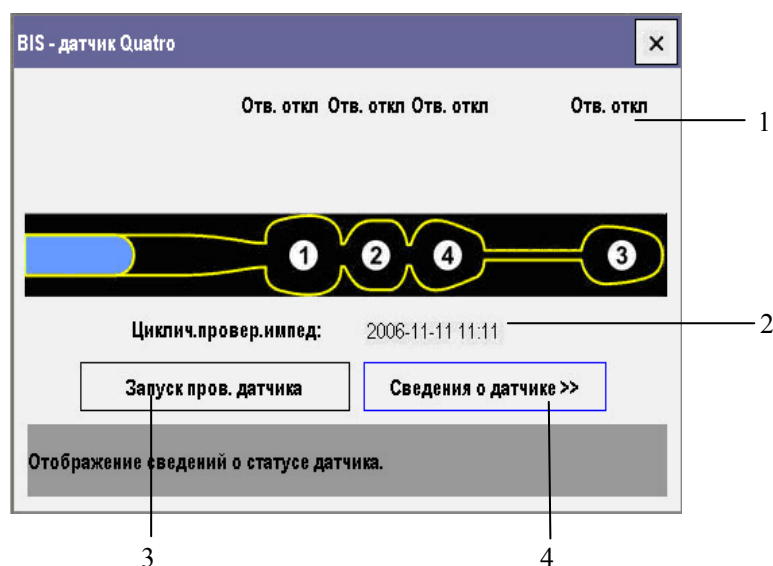 BIS - датчик Quatro
Отв. откл Отв. откл Отв. откл Отв. откл
1
1 2 4 3
Циклич.провер.импед: 2006-11-11 11:11
2
Запуск пров. датчика Сведения о датчике >>
Отображение сведений о статусе датчика.
3 4